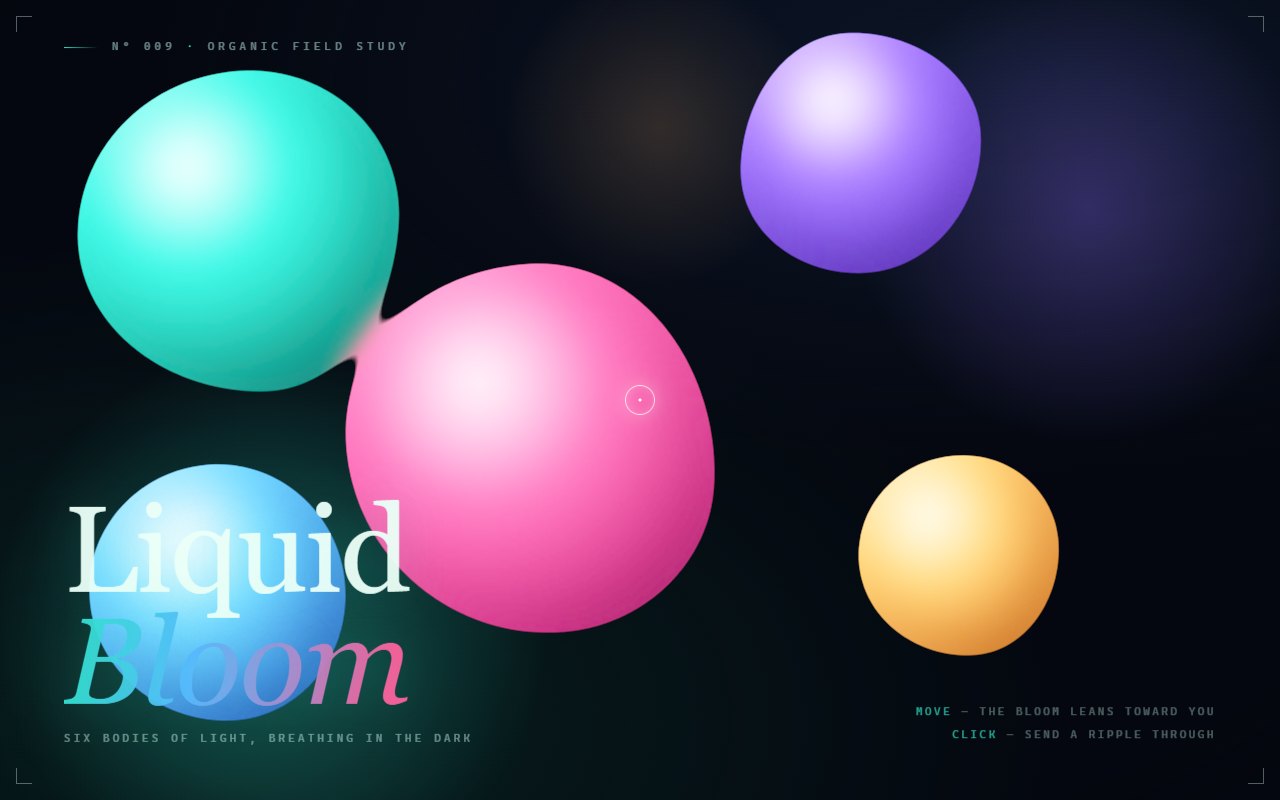 N° 009 · ORGANIC FIELD STUDY
Liquid
Bloom
SIX BODIES OF LIGHT, BREATHING IN THE DARK
MOVE — THE BLOOM LEANS TOWARD YOU
CLICK — SEND A RIPPLE THROUGH